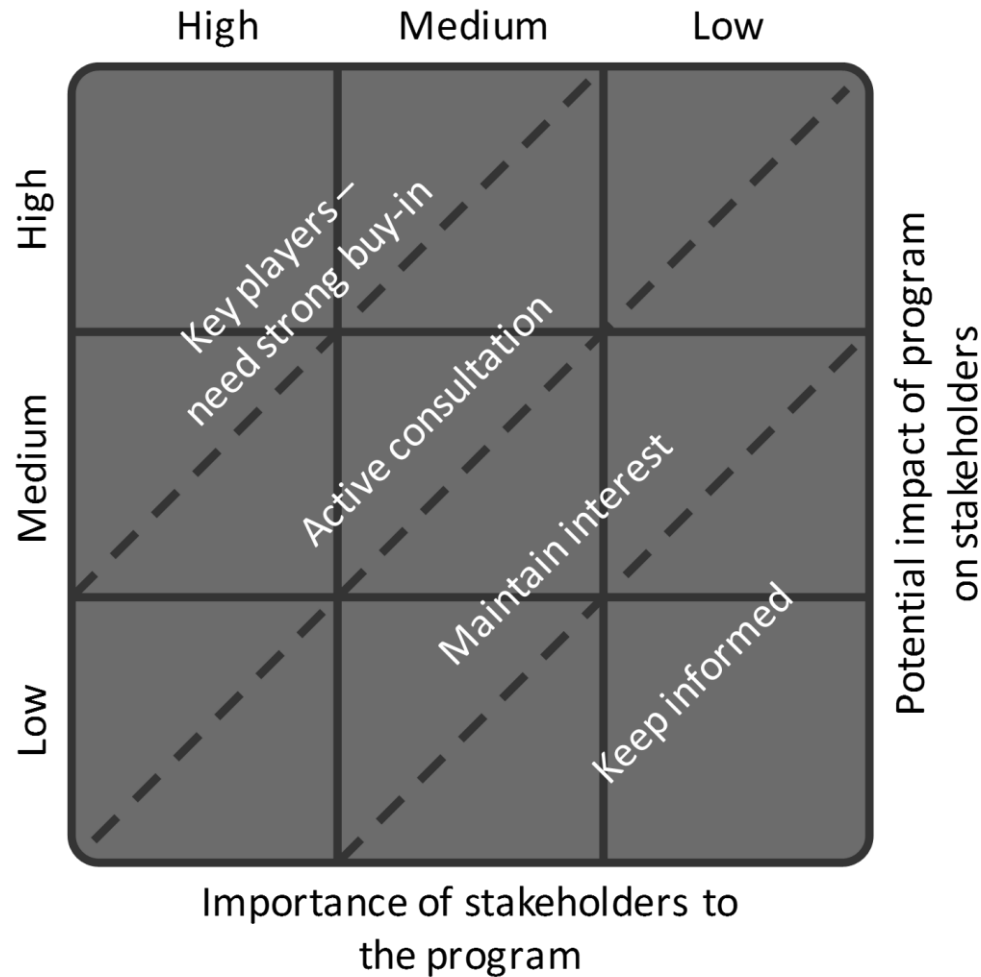 High Medium Low
High
Medium
Low
Key players –
need strong buy-in
Active consultation
Maintain interest
Keep informed
Potential impact of program
on stakeholders
Importance of stakeholders to
the program